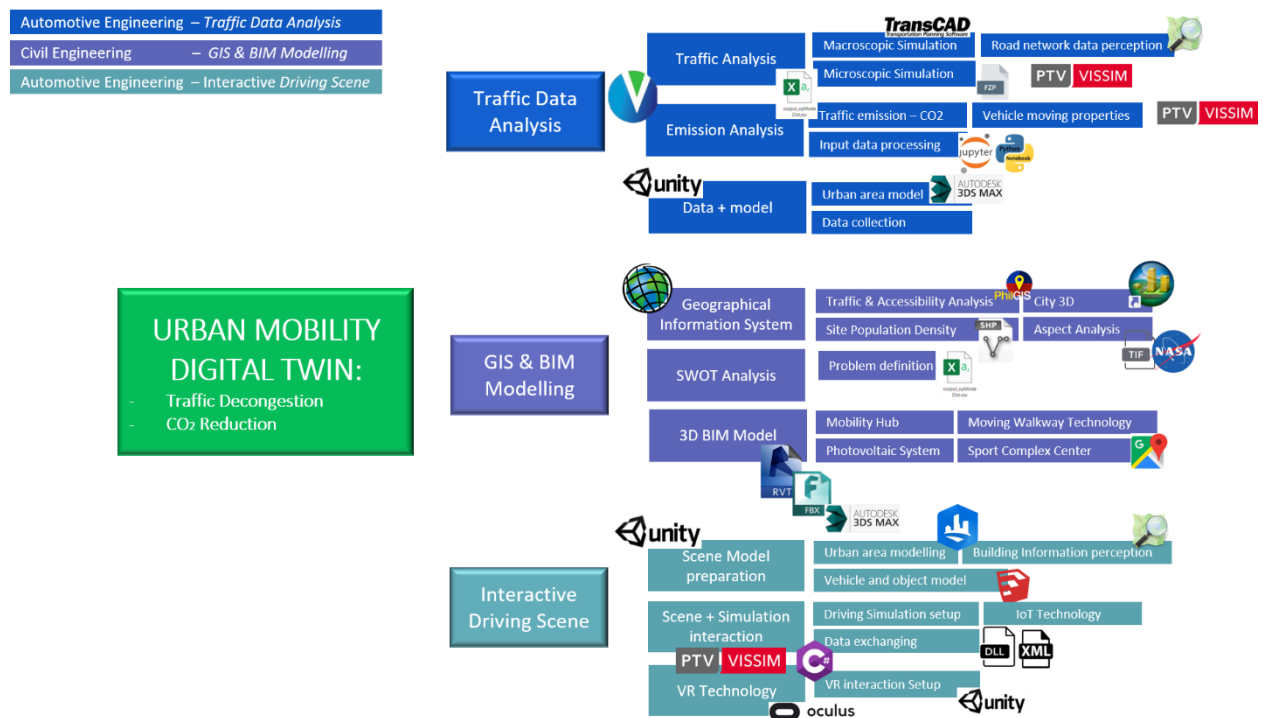 Automotive Engineering – Traffic Data Analysis
Civil Engineering – GIS & BIM Modelling
Automotive Engineering – Interactive Driving Scene
URBAN MOBILITY
DIGITAL TWIN:
- Traffic Decongestion
- CO2 Reduction
Traffic Data
Analysis
Traffic Analysis
TransCAD
Transportation Planning Software
Macroscopic Simulation
Road network data perception
Microscopic Simulation
FZP
PTV VISSIM
X a,
Emission Analysis
Traffic emission – CO2
Vehicle moving properties
PTV VISSIM
Input data processing
jupyter
Python
Notebook
unity
Data + model
Urban area model
AUTODESK
3DS MAX
Data collection
GIS & BIM
Modelling
Geographical
Information System
Traffic & Accessibility Analysis
PhilGIS
City 3D
Site Population Density
SHP
Aspect Analysis
TIF
NASA
SWOT Analysis
Problem definition
X a,
3D BIM Model
Mobility Hub
Moving Walkway Technology
Photovoltaic System
Sport Complex Center
G
RVT
FBX
AUTODESK
3DS MAX
Interactive
Driving Scene
unity
Scene Model
preparation
Urban area modelling
Building Information perception
Vehicle and object model
Scene + Simulation
interaction
Driving Simulation setup
IoT Technology
Data exchanging
DLL
XML
PTV VISSIM
C#
VR Technology
VR interaction Setup
unity
oculus